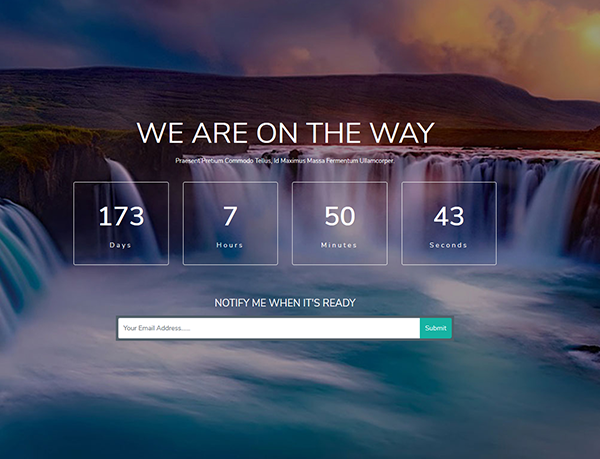 WE ARE ON THE WAY
Praesent Pretium Commodo Tellus, Id Maximus Massa Fermentum Ullamcorper.
173 7 50 43
Days Hours Minutes Seconds
NOTIFY ME WHEN IT'S READY
Your Email Address...... Submit